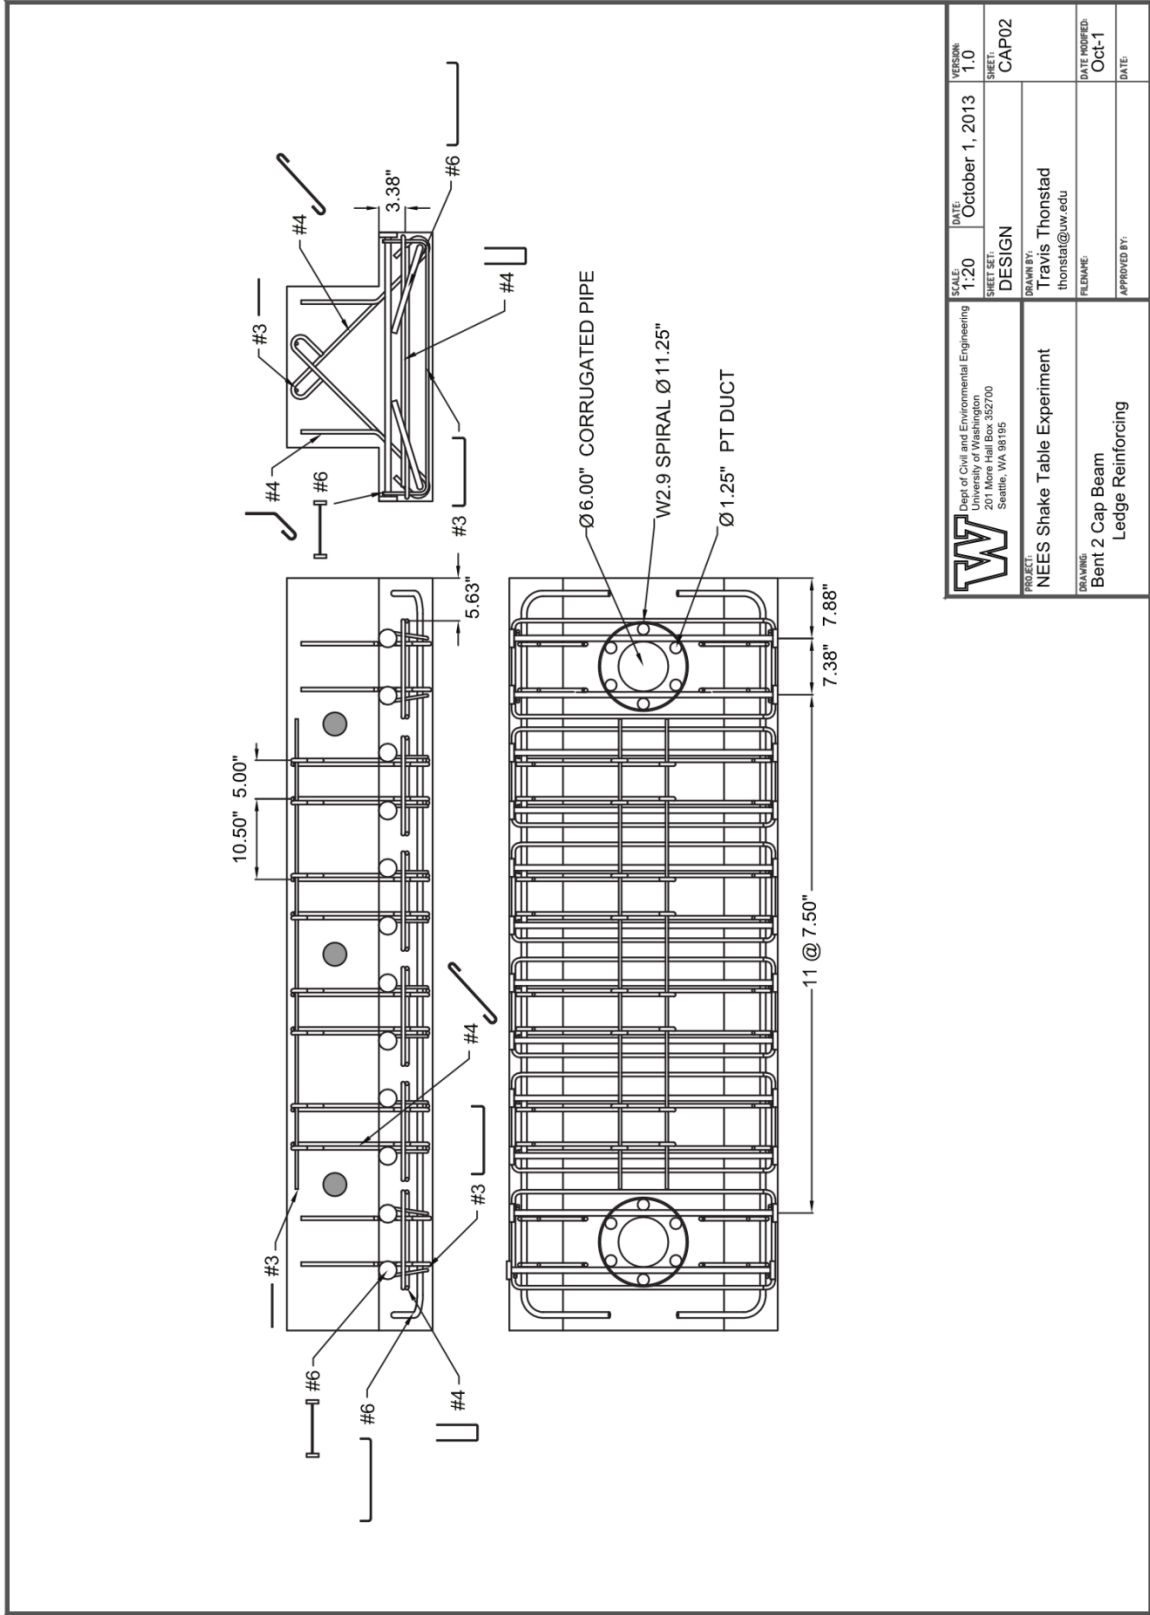 #6
#6
#4
#3
#3
#4
10.50"
5.00"
5.63"
#4
#6
#3
#3
#4
3.38"
#6
#4
Ø 6.00" CORRUGATED PIPE
W2.9 SPIRAL Ø11.25"
Ø 1.25" PT DUCT
11 @ 7.50"
7.38"
7.88"
W
Dept of Civil and Environmental Engineering
University of Washington
201 More Hall Box 352700
Seattle, WA 98195
PROJECT:
NEES Shake Table Experiment
DRAWING:
Bent 2 Cap Beam
Ledge Reinforcing
SCALE:
1:20
DATE:
October 1, 2013
VERSION:
1.0
SHEET SET:
DESIGN
SHEET:
CAP02
DRAWN BY:
Travis Thonstad
thonstat@uw.edu
FILENAME:
DATE MODIFIED:
Oct-1
APPROVED BY:
DATE: